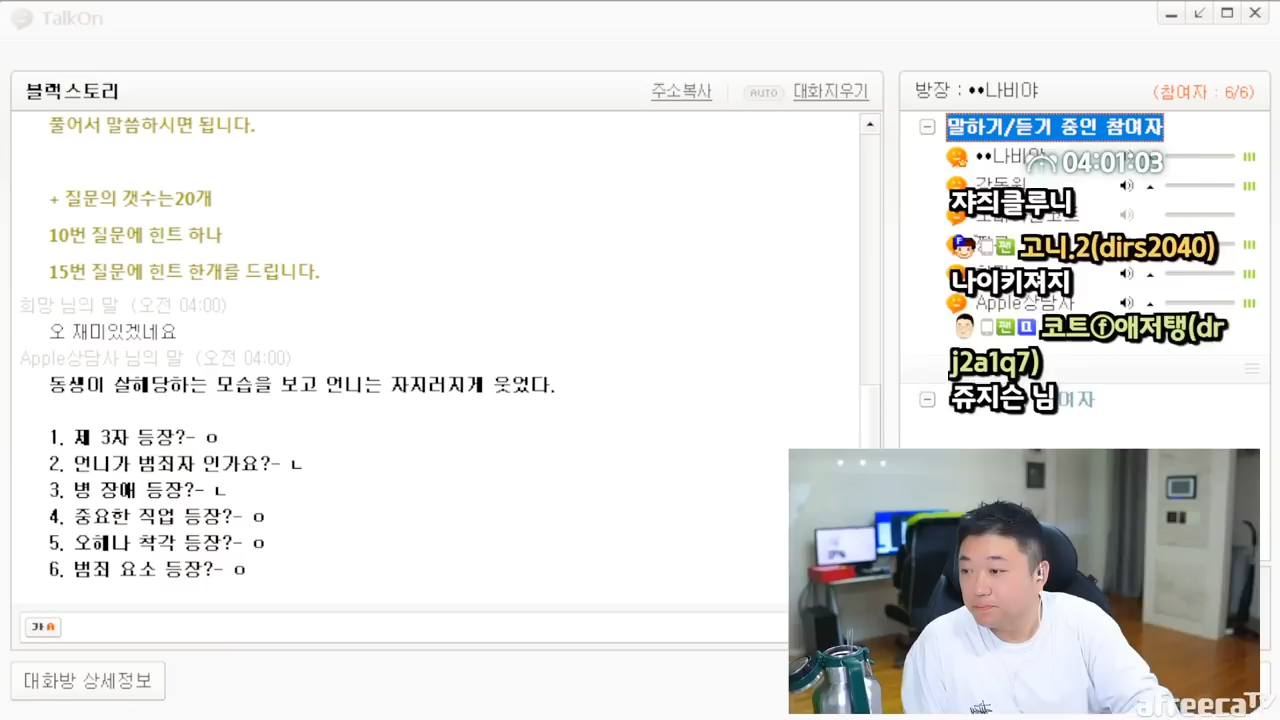 TalkOn
블랙스토리
주소복사
AUTO
대화지우기
풀어서 말씀하시면 됩니다.
+ 질문의 갯수는20개
10번 질문에 힌트 하나
15번 질문에 힌트 한개를 드립니다.
희망 님의 말 (오전 04:00)
오 재미있겠네요
Apple상담사 님의 말 (오전 04:00)
동생이 살해당하는 모습을 보고 언니는 자지러지게 웃었다.
1. 제 3자 등장?- ㅇ
2. 언니가 범죄자 인가요?- ㄴ
3. 병 장애 등장?- ㄴ
4. 중요한 직업 등장?- ㅇ
5. 오해나 착각 등장?- ㅇ
6. 범죄 요소 등장?- ㅇ
가
대화방 상세정보
방장 : ••나비야
(참여자 : 6/6)
말하기/듣기 중인 참여자
••나비야
04:01:03
쟈즤클루니
고니.2(dirs2040)
나이키져지
Apple상담사
코트ⓕ애저탱(dr
j2a1q7)
쥬지슨 님
여자
afreecaTV